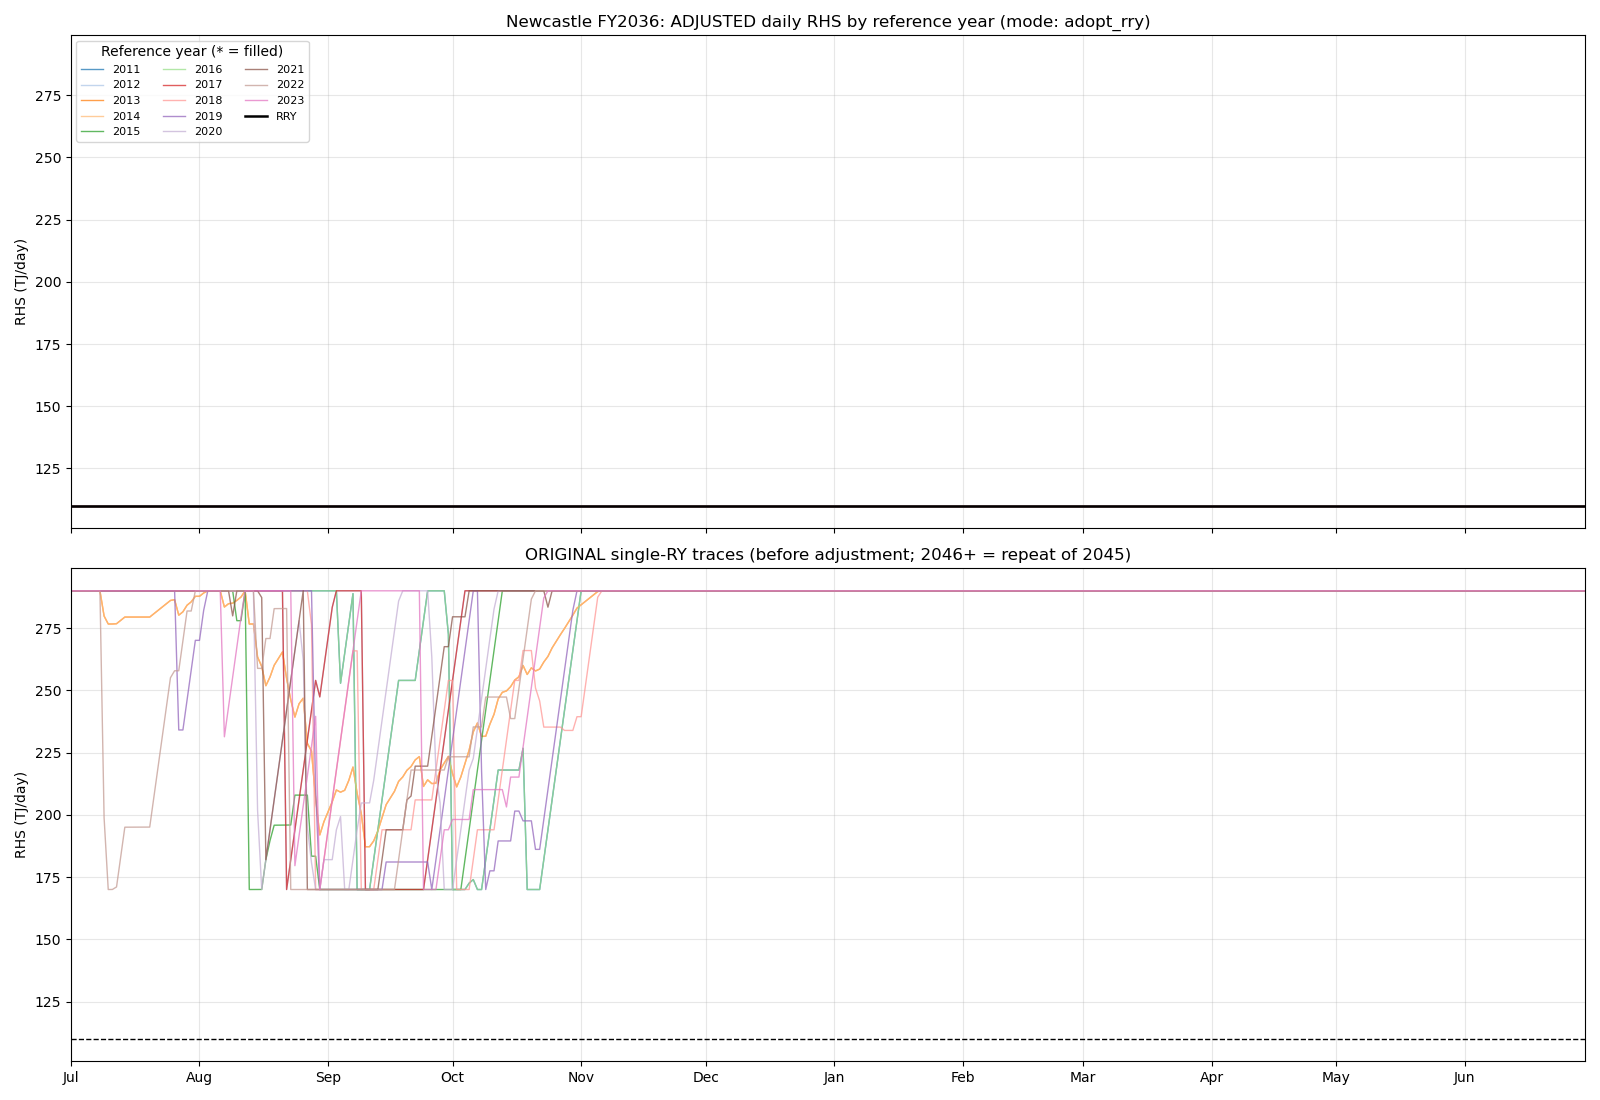 Newcastle FY2036: ADJUSTED daily RHS by reference year (mode: adopt_rry)
Reference year (* = filled)
2011 2016 2021
2012 2017 2022
2013 2018 2023
2014 2019 RRY
2015 2020
275
250
225
200
175
150
125
RHS (TJ/day)
ORIGINAL single-RY traces (before adjustment; 2046+ = repeat of 2045)
275
250
225
200
175
150
125
RHS (TJ/day)
Jul Aug Sep Oct Nov Dec Jan Feb Mar Apr May Jun